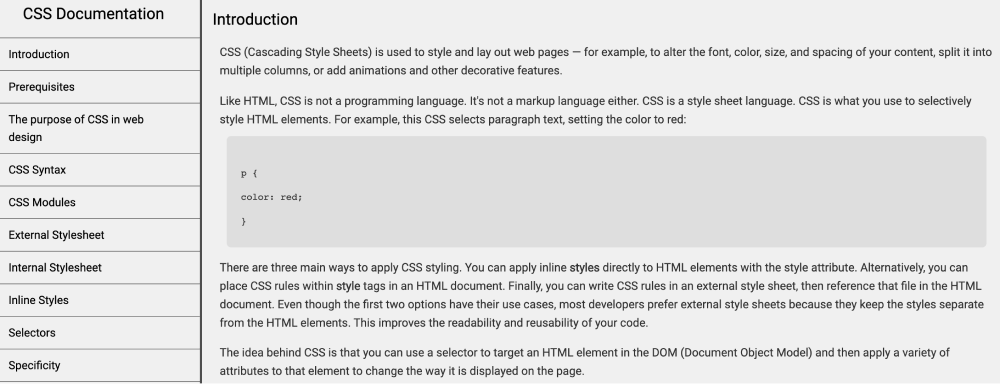 CSS Documentation
Introduction
Prerequisites
The purpose of CSS in web
design
CSS Syntax
CSS Modules
External Stylesheet
Internal Stylesheet
Inline Styles
Selectors
Specificity
Introduction
CSS (Cascading Style Sheets) is used to style and lay out web pages — for example, to alter the font, color, size, and spacing of your content, split it into
multiple columns, or add animations and other decorative features.
Like HTML, CSS is not a programming language. It's not a markup language either. CSS is a style sheet language. CSS is what you use to selectively
style HTML elements. For example, this CSS selects paragraph text, setting the color to red:
p {
color: red;
}
There are three main ways to apply CSS styling. You can apply inline styles directly to HTML elements with the style attribute. Alternatively, you can
place CSS rules within style tags in an HTML document. Finally, you can write CSS rules in an external style sheet, then reference that file in the HTML
document. Even though the first two options have their use cases, most developers prefer external style sheets because they keep the styles separate
from the HTML elements. This improves the readability and reusability of your code.
The idea behind CSS is that you can use a selector to target an HTML element in the DOM (Document Object Model) and then apply a variety of
attributes to that element to change the way it is displayed on the page.